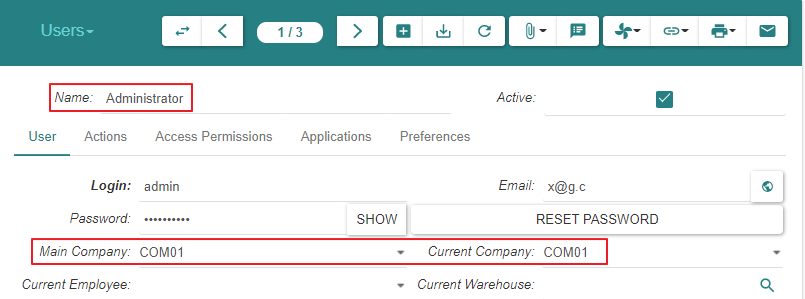 Users
1 / 3
Name: Administrator Active:
User Actions Access Permissions Applications Preferences
Login: admin Email: x@g.c
Password: •••••••••• SHOW RESET PASSWORD
Main Company: COM01 Current Company: COM01
Current Employee: Current Warehouse: